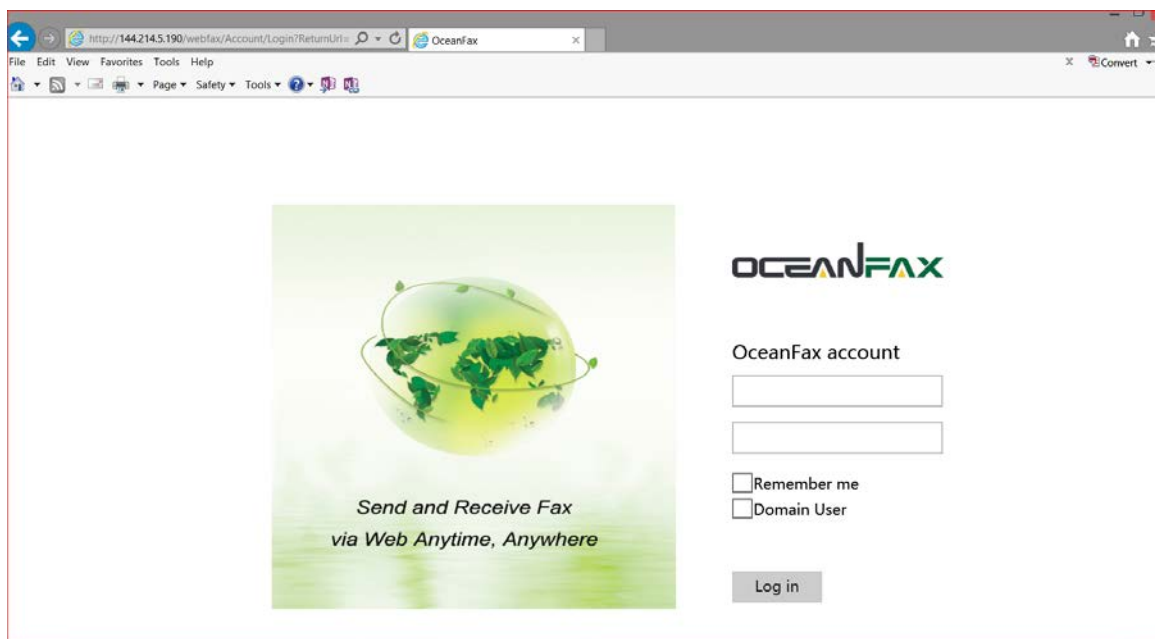 http://144.214.5.190/webfax/Account/Login?ReturnUrl= OceanFax
File Edit View Favorites Tools Help
X Convert
Page Safety Tools
OCEANFAX
OceanFax account
Remember me
Domain User
Send and Receive Fax
via Web Anytime, Anywhere
Log in